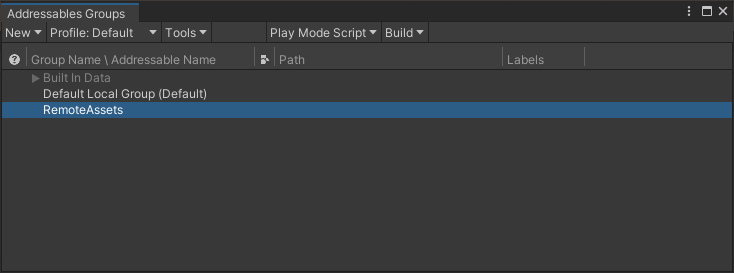 Addressables Groups
New Profile: Default Tools Play Mode Script Build
Group Name \ Addressable Name Path Labels
Built In Data
Default Local Group (Default)
RemoteAssets